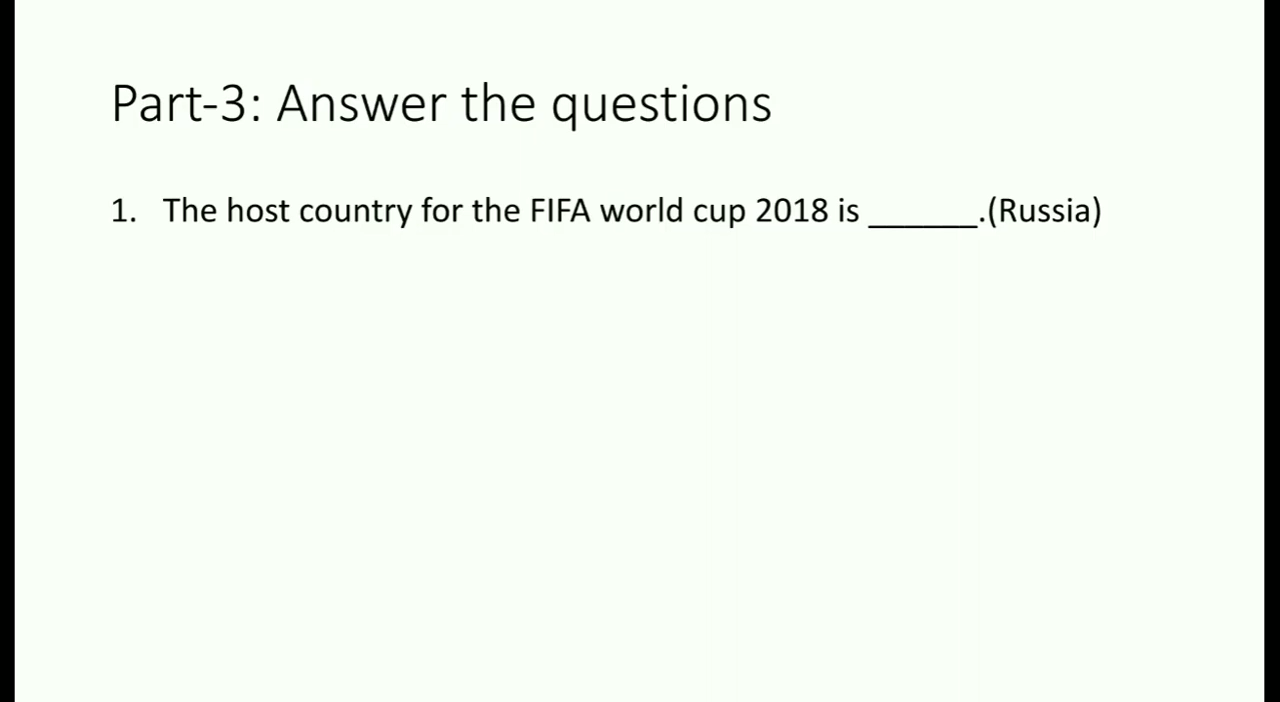 Part-3: Answer the questions
1. The host country for the FIFA world cup 2018 is ______.(Russia)